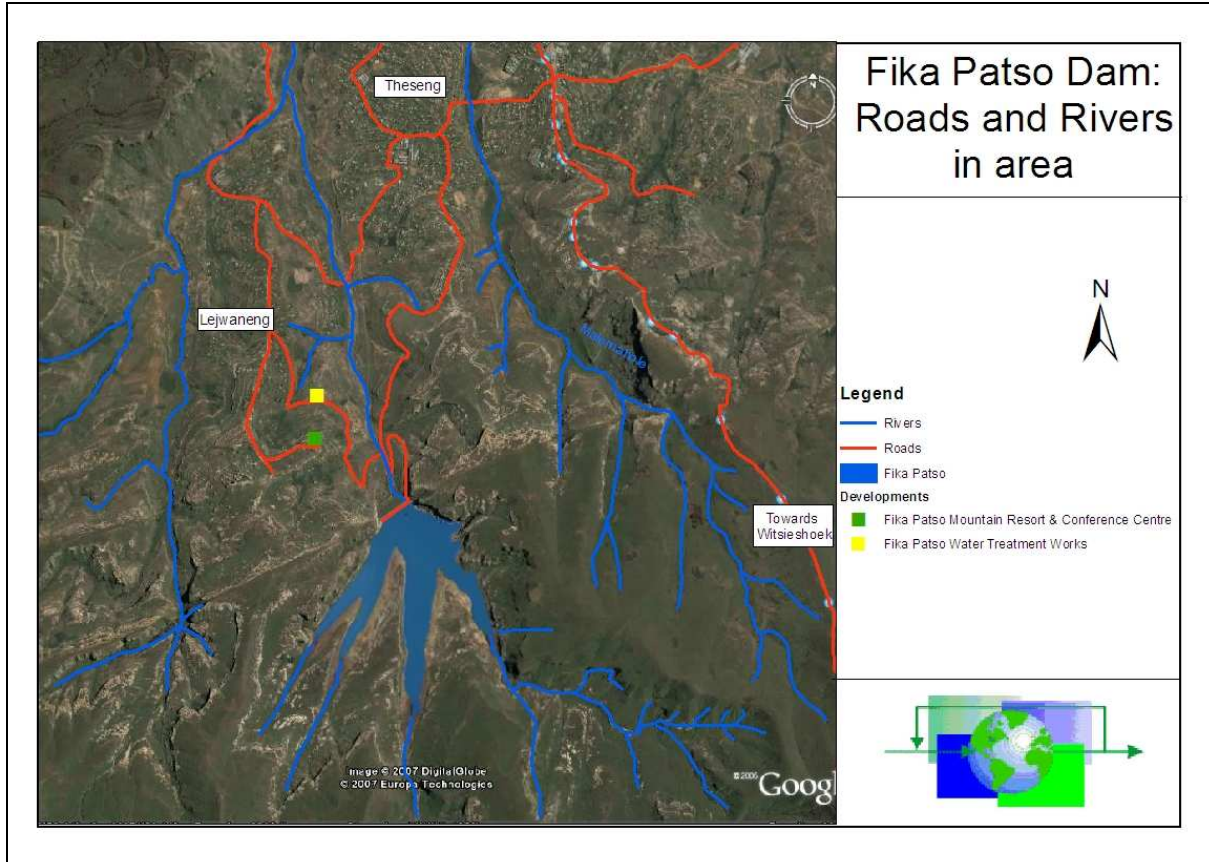 Fika Patso Dam:
Roads and Rivers
in area
Theseng
Lejwaneng
Towards
Witsieshoek
N
Legend
Rivers
Roads
Fika Patso
Developments
Fika Patso Mountain Resort & Conference Centre
Fika Patso Water Treatment Works
Image © 2007 DigitalGlobe
© 2007 Europa Technologies
© 2006
Googl